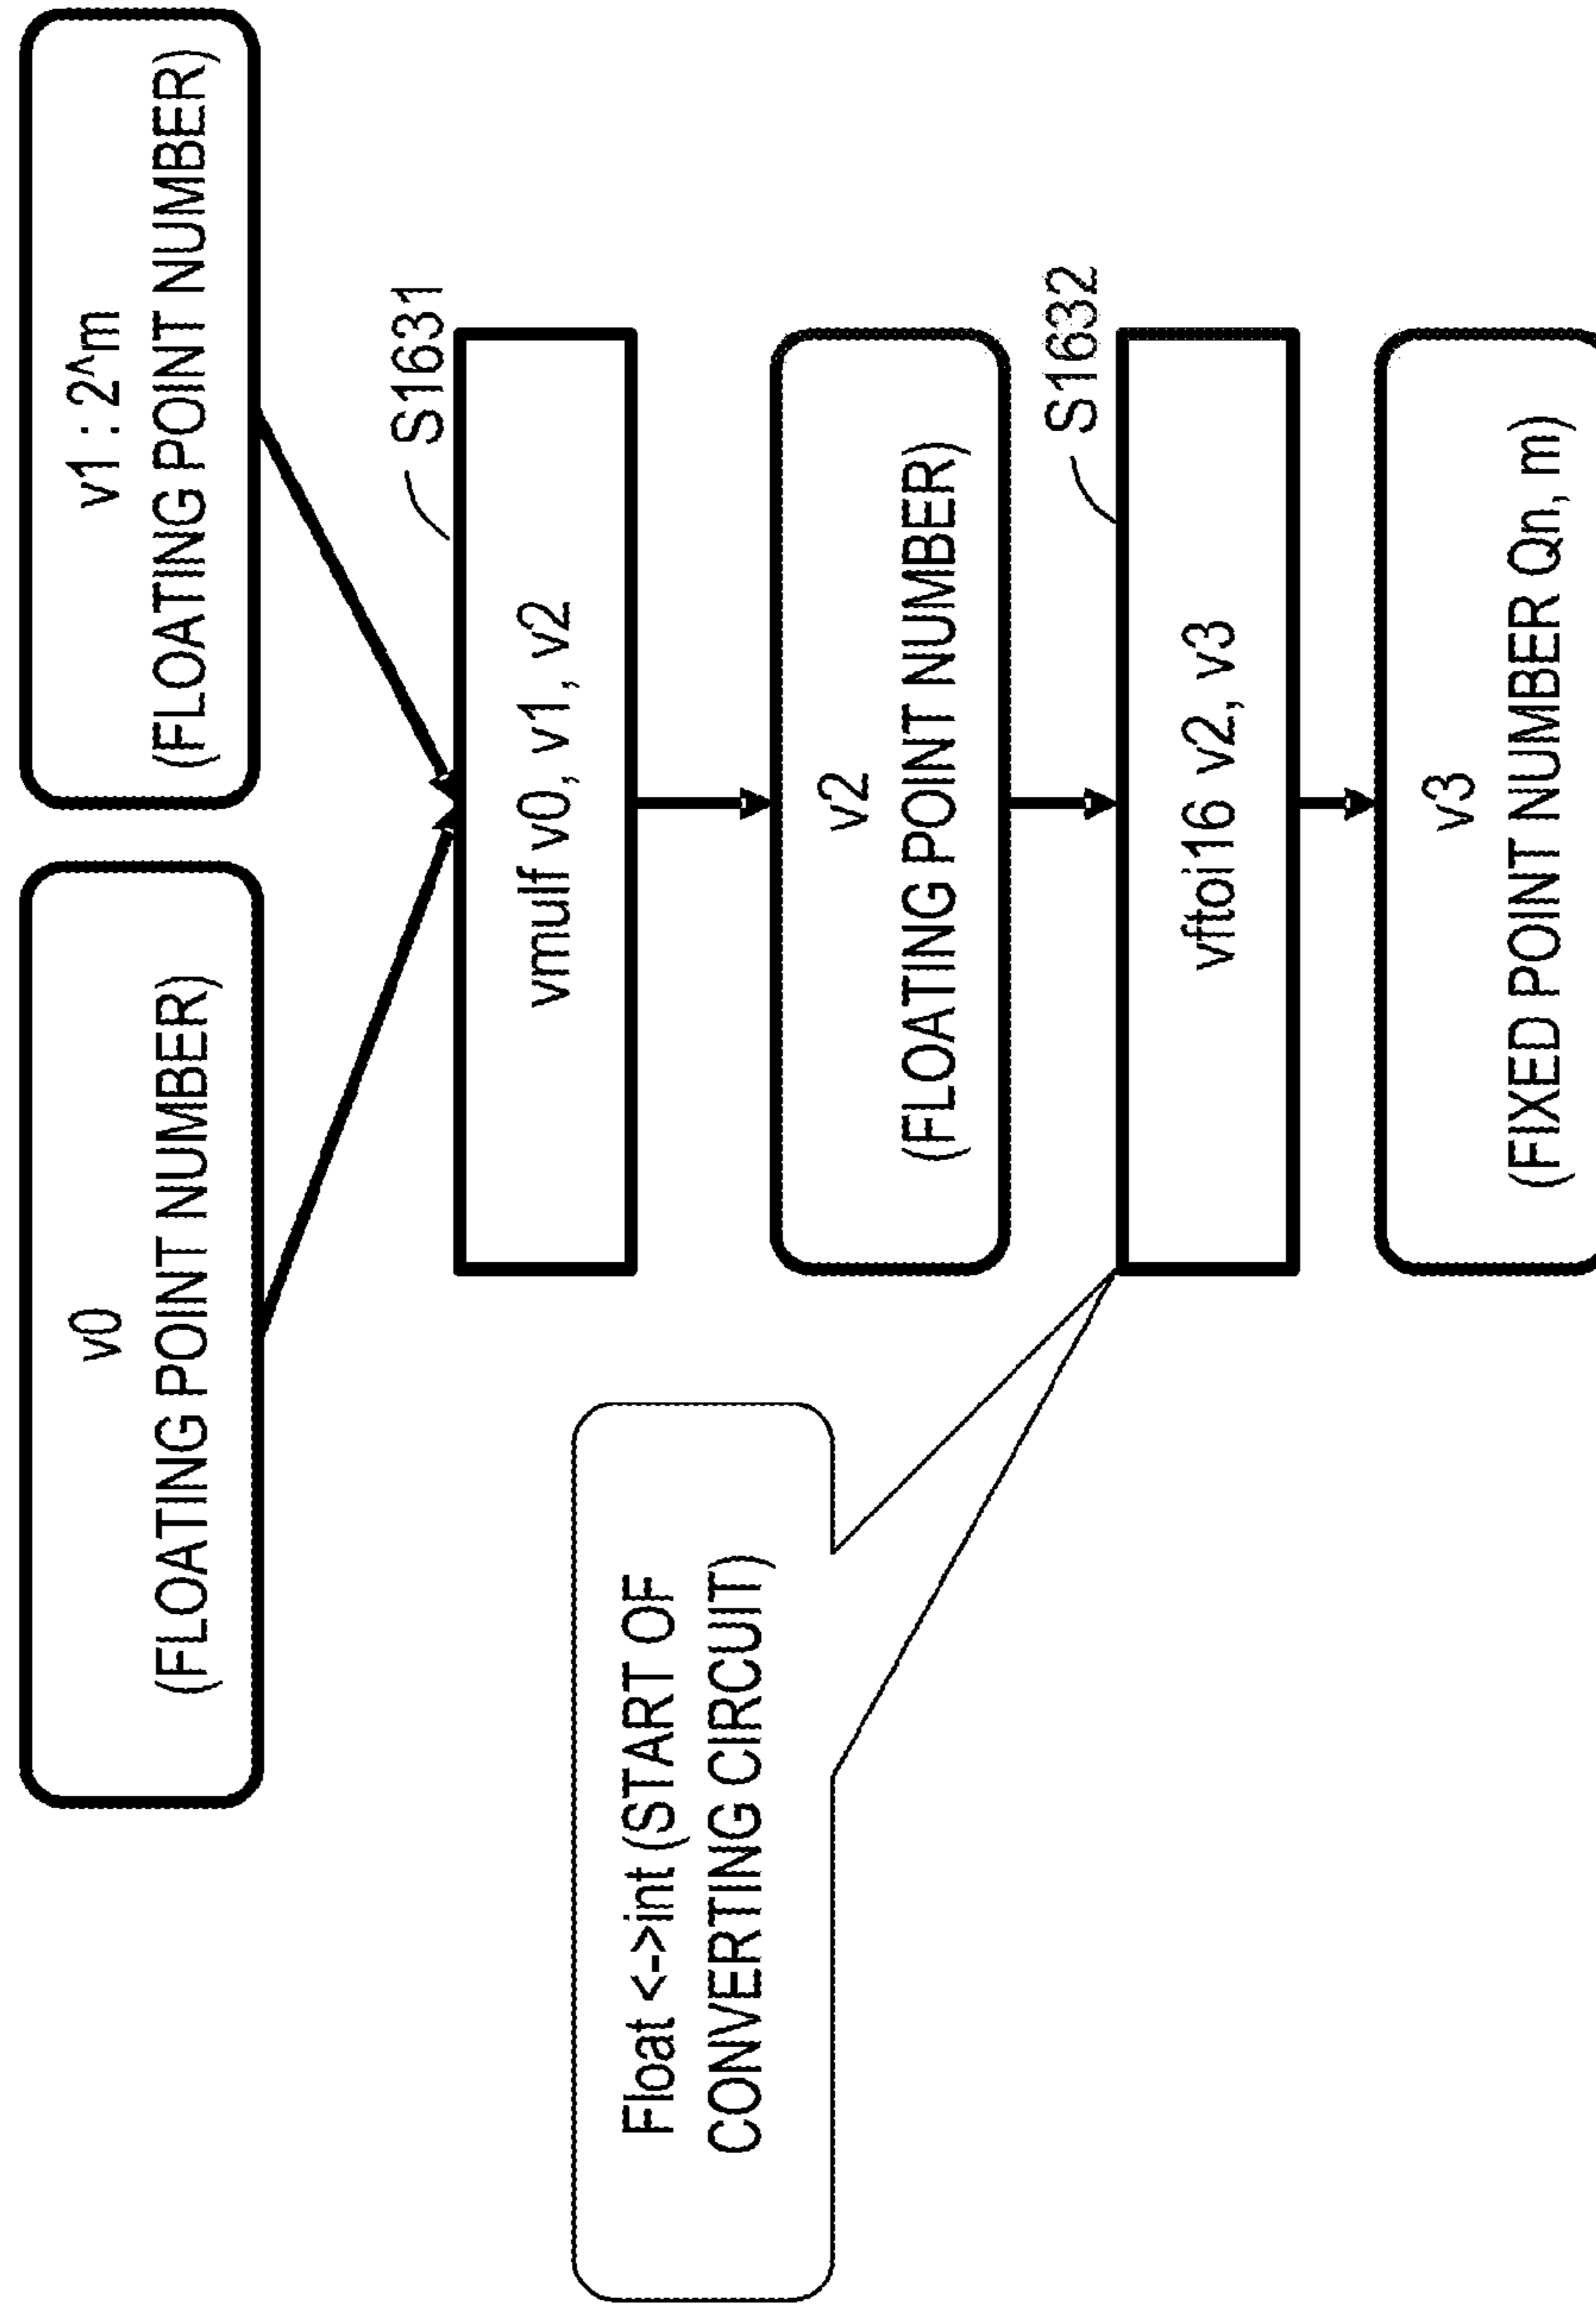 v0
(FLOATING POINT NUMBER)
v1 : 2^m
(FLOATING POINT NUMBER)
S1631
vmulf v0, v1, v2
v2
(FLOATING POINT NUMBER)
Float <->int (START OF
CONVERTING CIRCUIT)
S1632
vftoi16 v2, v3
v3
(FIXED POINT NUMBER Qn, m)